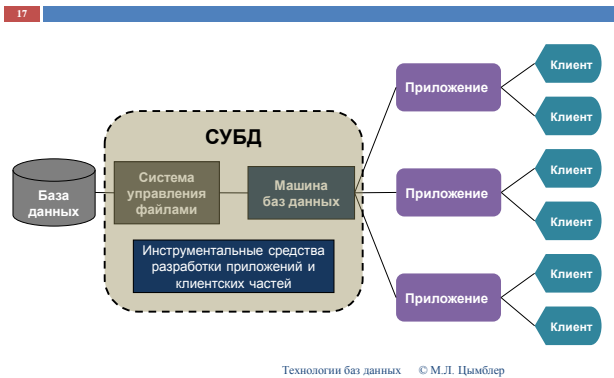 17
СУБД
База
данных
Система
управления
файлами
Машина
баз данных
Инструментальные средства
разработки приложений и
клиентских частей
Приложение
Клиент
Клиент
Приложение
Клиент
Клиент
Приложение
Клиент
Клиент
Технологии баз данных © М.Л. Цымблер